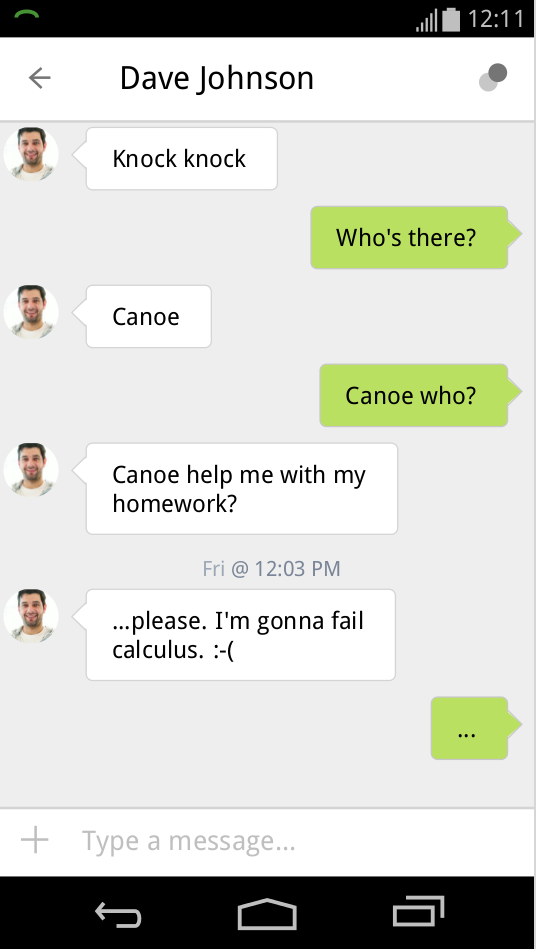 12:11
Dave Johnson
Knock knock
Who's there?
Canoe
Canoe who?
Canoe help me with my
homework?
Fri @ 12:03 PM
...please. I'm gonna fail
calculus. :-(
...
Type a message...